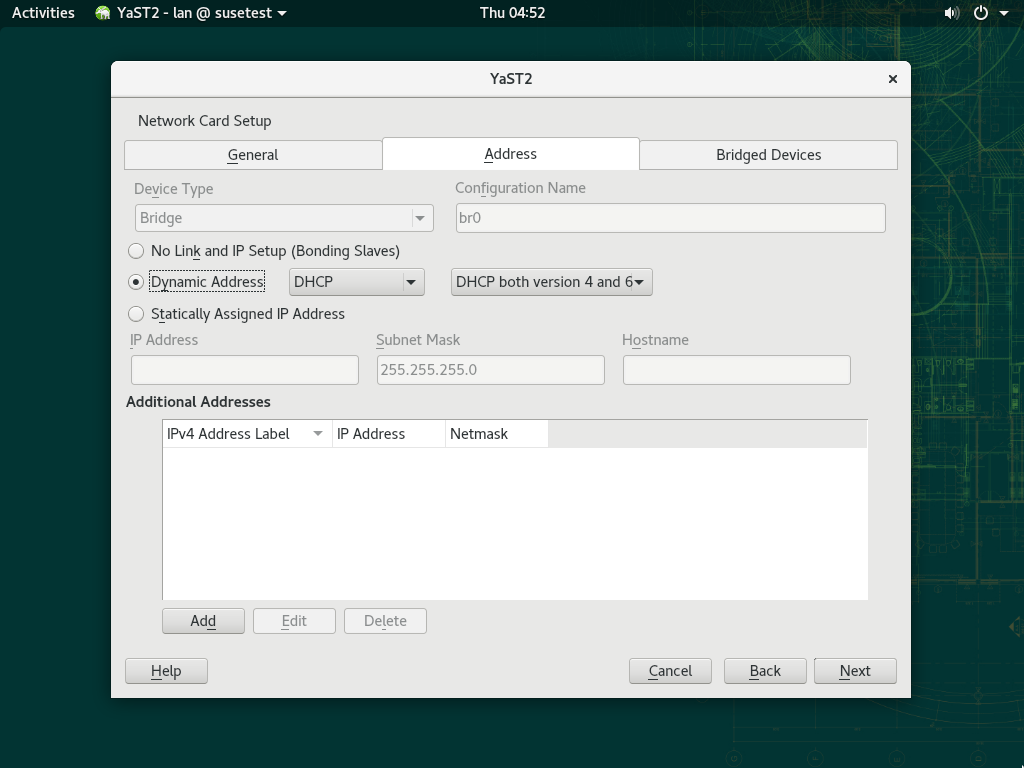 Activities YaST2 - lan @ susetest Thu 04:52
YaST2
Network Card Setup
General Address Bridged Devices
Device Type Configuration Name
Bridge br0
No Link and IP Setup (Bonding Slaves)
Dynamic Address DHCP DHCP both version 4 and 6
Statically Assigned IP Address
IP Address Subnet Mask Hostname
255.255.255.0
Additional Addresses
IPv4 Address Label IP Address Netmask
Add Edit Delete
Help Cancel Back Next